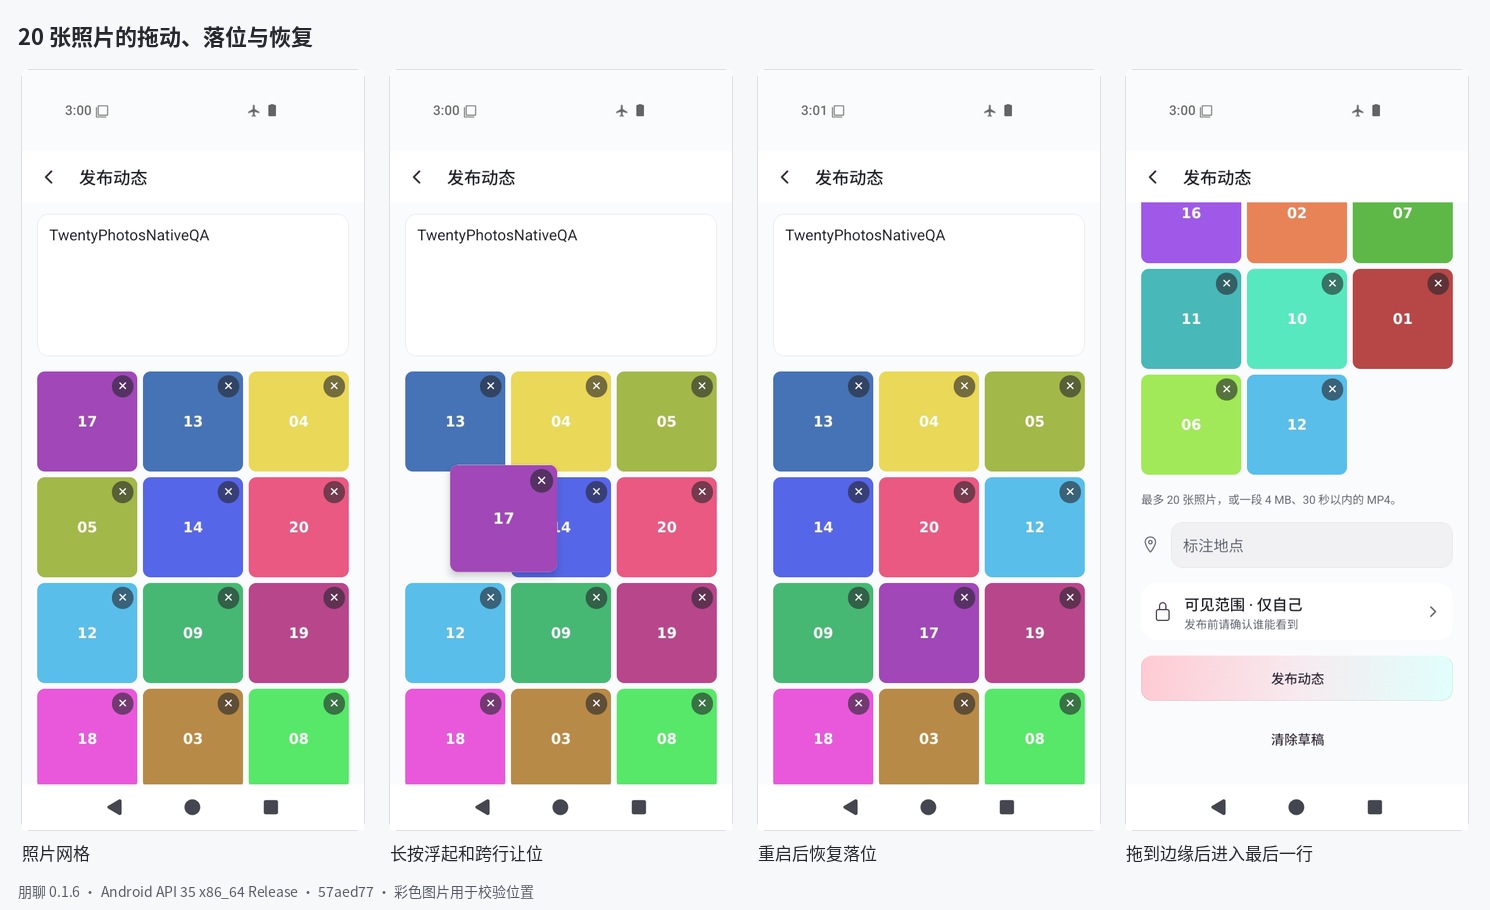 20 张照片的拖动、落位与恢复
3:00
发布动态
TwentyPhotosNativeQA
17 13 04
05 14 20
12 09 19
18 03 08
照片网格
3:00
发布动态
TwentyPhotosNativeQA
13 04 05
17 14 20
12 09 19
18 03 08
长按浮起和跨行让位
3:01
发布动态
TwentyPhotosNativeQA
13 04 05
14 20 12
09 17 19
18 03 08
重启后恢复落位
3:00
发布动态
16 02 07
11 10 01
06 12
最多 20 张照片，或一段 4 MB、30 秒以内的 MP4。
标注地点
可见范围 · 仅自己
发布前请确认谁能看到
发布动态
清除草稿
拖到边缘后进入最后一行
朋聊 0.1.6 · Android API 35 x86_64 Release · 57aed77 · 彩色图片用于校验位置